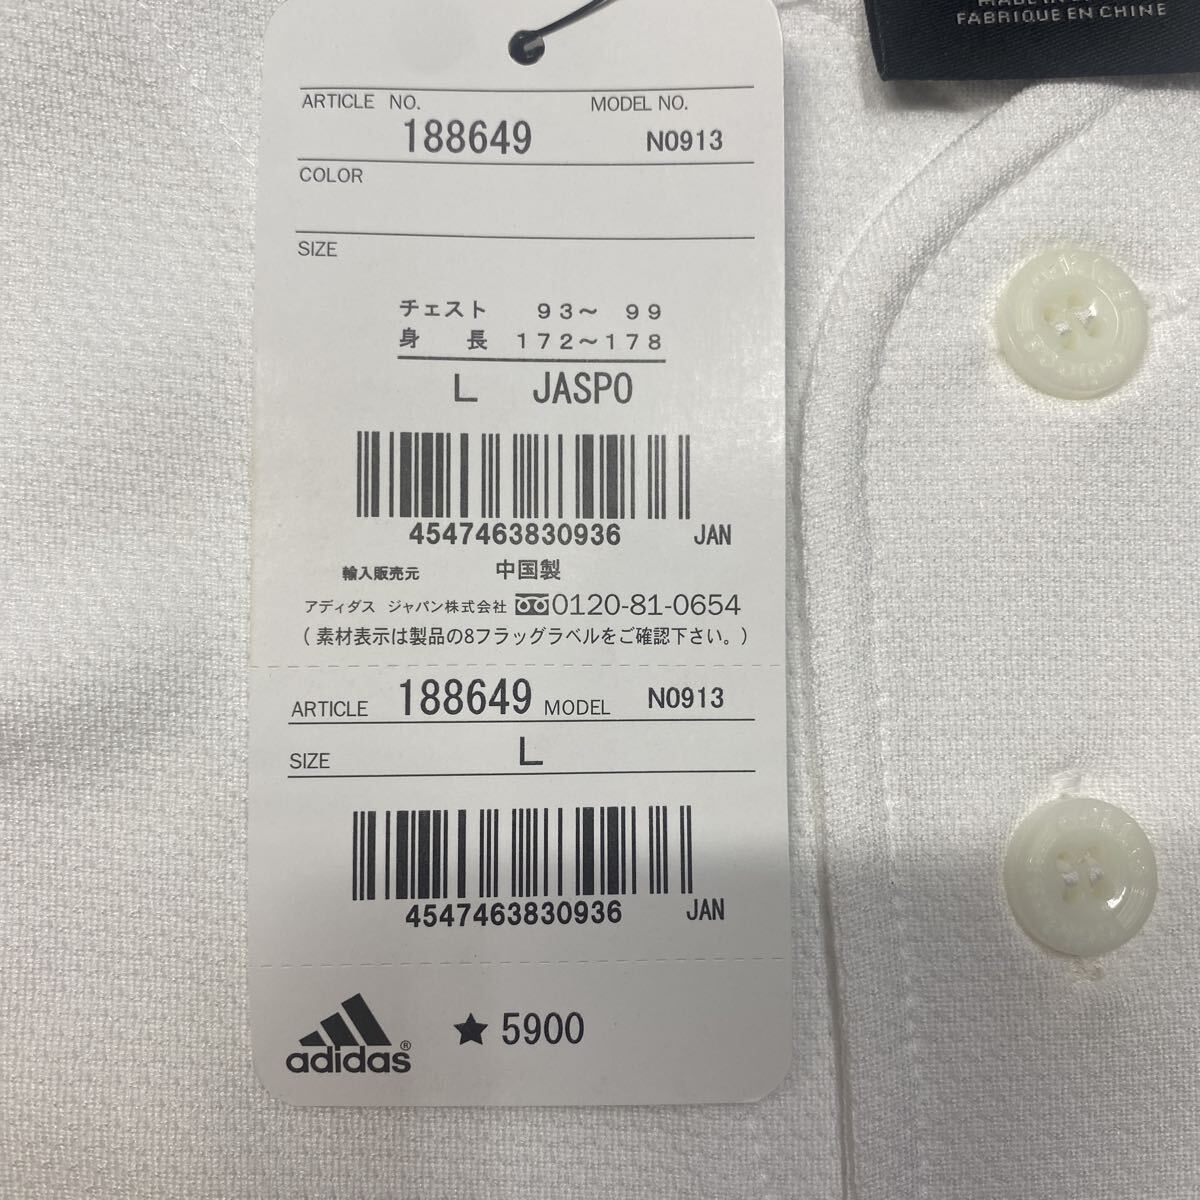 FABRIQUE EN CHINE
ARTICLE NO. MODEL NO.
188649 N0913
COLOR
SIZE
チェスト 93～ 99
身 長 172～178
L JASPO
4547463830936 JAN
輸入販売元 中国製
アディダス ジャパン株式会社 0120-81-0654
(素材表示は製品の8フラッグラベルをご確認下さい。)
ARTICLE 188649 MODEL N0913
SIZE L
4547463830936 JAN
adidas® ★5900